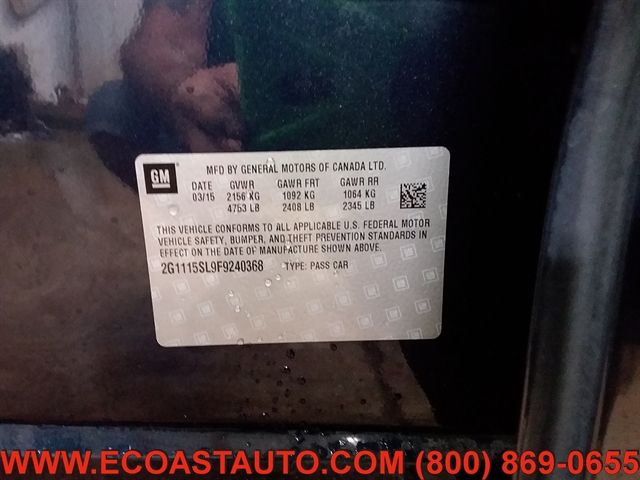 GM
MFD BY GENERAL MOTORS OF CANADA LTD.
DATE GVWR GAWR FRT GAWR RR
03/15 2156 KG 1092 KG 1064 KG
4753 LB 2408 LB 2345 LB
THIS VEHICLE CONFORMS TO ALL APPLICABLE U.S. FEDERAL MOTOR
VEHICLE SAFETY, BUMPER, AND THEFT PREVENTION STANDARDS IN
EFFECT ON THE DATE OF MANUFACTURE SHOWN ABOVE.
2G1115SL9F9240368 TYPE: PASS CAR
WWW.ECOASTAUTO.COM (800) 869-0655